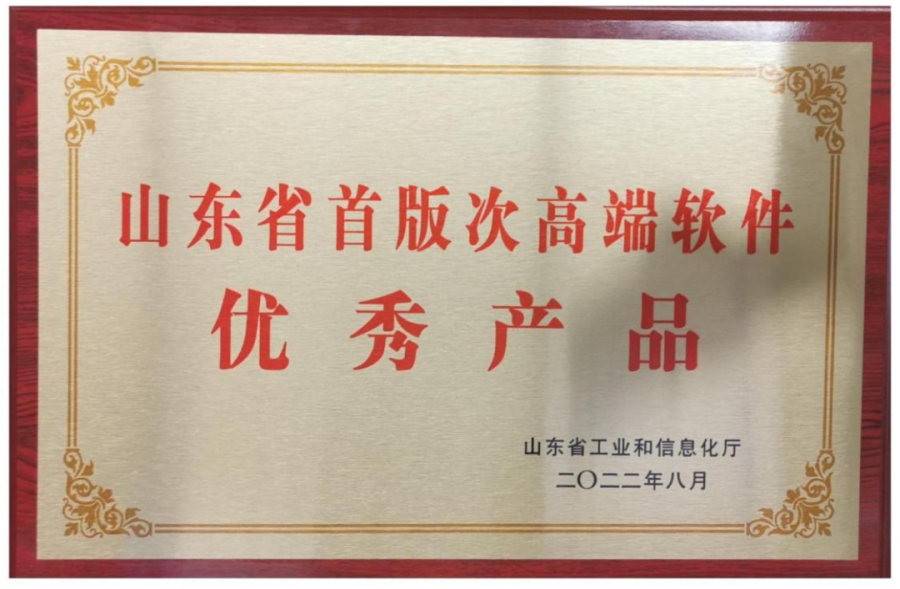 山东省首版次高端软件
优秀产品
山东省工业和信息化厅
二〇二二年八月